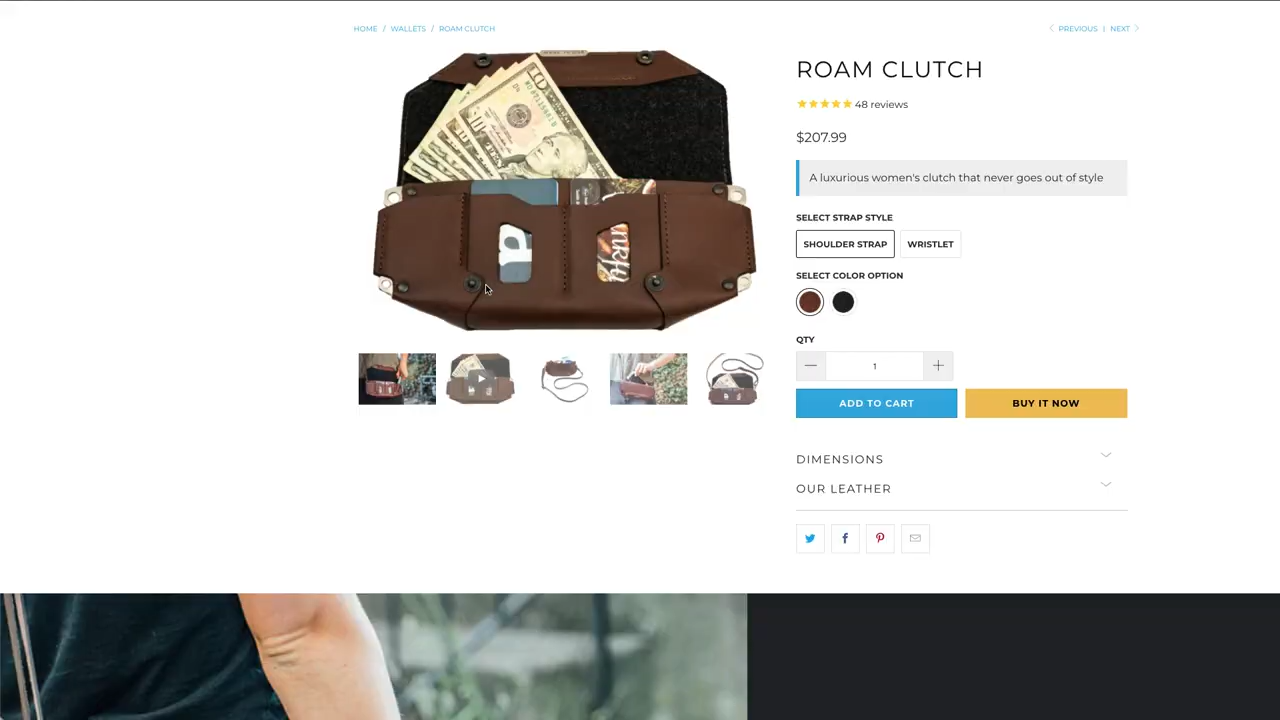 HOME / WALLETS / ROAM CLUTCH
PREVIOUS | NEXT
ROAM CLUTCH
48 reviews
$207.99
A luxurious women's clutch that never goes out of style
SELECT STRAP STYLE
SHOULDER STRAP
WRISTLET
SELECT COLOR OPTION
QTY
1
ADD TO CART
BUY IT NOW
DIMENSIONS
OUR LEATHER